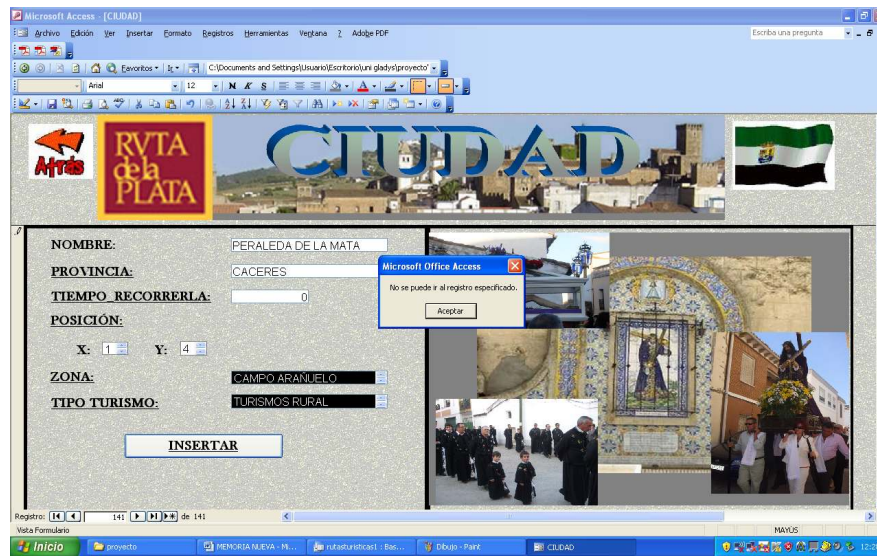 Microsoft Access - [CIUDAD]
Archivo Edición Ver Insertar Formato Registros Herramientas Ventana ? Adobe PDF Escriba una pregunta
Favoritos Ir C:\Documents and Settings\Usuario\Escritorio\uni gladys\proyecto'
Arial 12 N K S
Atrás
RVTA
de la
PLATA
CIUDAD
NOMBRE: PERALEDA DE LA MATA
PROVINCIA: CACERES
TIEMPO_RECORRERLA: 0
POSICIÓN:
X: 1 Y: 4
ZONA: CAMPO ARAÑUELO
TIPO TURISMO: TURISMOS RURAL
INSERTAR
Microsoft Office Access
No se puede ir al registro especificado.
Aceptar
Registro: 141 de 141
Vista Formulario MAYÚS
Inicio proyecto MEMORIA NUEVA - Mi... rutasturisticas1 : Bas... Dibujo - Paint CIUDAD